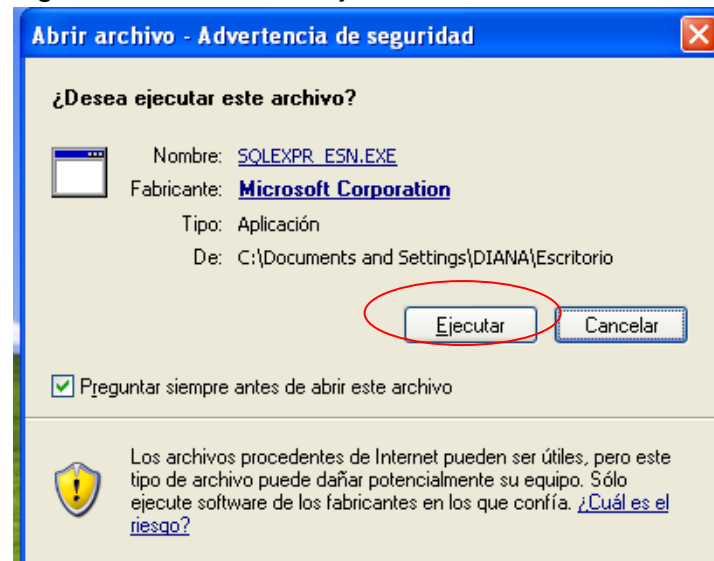 Abrir archivo - Advertencia de seguridad
¿Desea ejecutar este archivo?
Nombre: SQLEXPR_ESN.EXE
Fabricante: Microsoft Corporation
Tipo: Aplicación
De: C:\Documents and Settings\DIANA\Escritorio
Ejecutar Cancelar
Preguntar siempre antes de abrir este archivo
Los archivos procedentes de Internet pueden ser útiles, pero este
tipo de archivo puede dañar potencialmente su equipo. Sólo
ejecute software de los fabricantes en los que confía. ¿Cuál es el
riesgo?